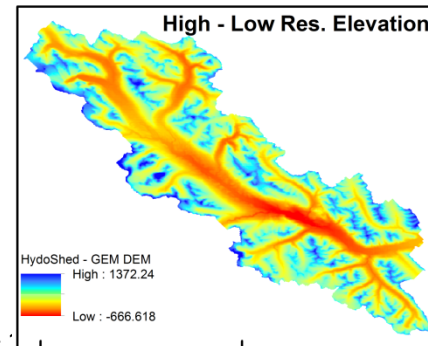 High - Low Res. Elevation
HydoShed - GEM DEM
High : 1372.24
Low : -666.618